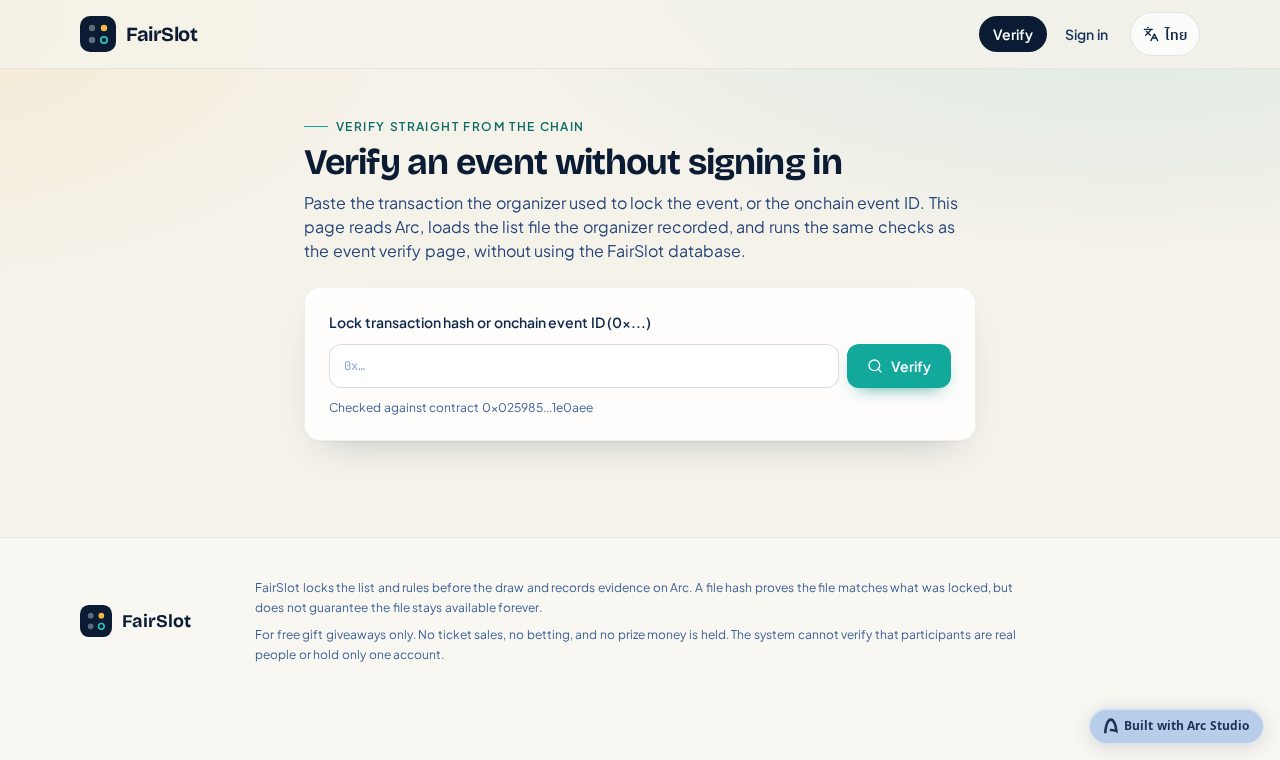 FairSlot
Verify
Sign in
ไทย
VERIFY STRAIGHT FROM THE CHAIN
Verify an event without signing in
Paste the transaction the organizer used to lock the event, or the onchain event ID. This
page reads Arc, loads the list file the organizer recorded, and runs the same checks as
the event verify page, without using the FairSlot database.
Lock transaction hash or onchain event ID (0x...)
0x…
Verify
Checked against contract 0x025985...1e0aee
FairSlot
FairSlot locks the list and rules before the draw and records evidence on Arc. A file hash proves the file matches what was locked, but
does not guarantee the file stays available forever.
For free gift giveaways only. No ticket sales, no betting, and no prize money is held. The system cannot verify that participants are real
people or hold only one account.
Built with Arc Studio